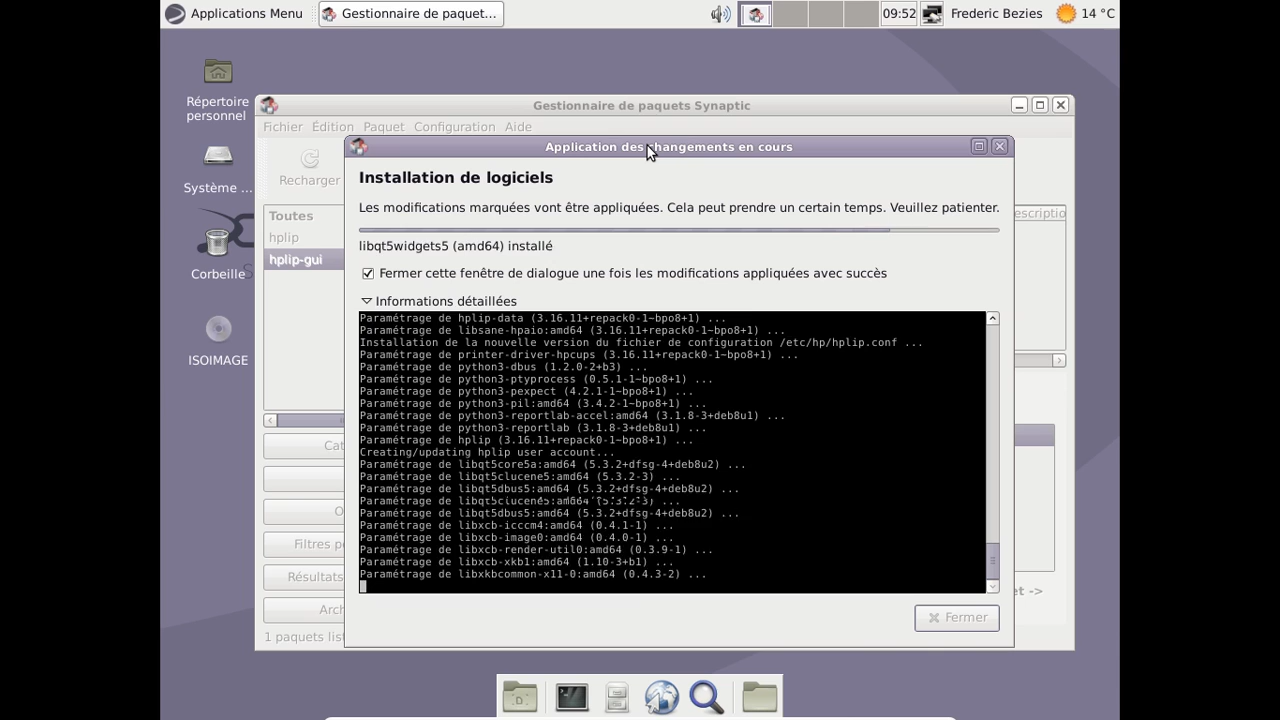 Applications Menu
Gestionnaire de paquet...
09:52
Frederic Bezies
14 °C
Répertoire
personnel
Système ...
Corbeille
ISOIMAGE
Gestionnaire de paquets Synaptic
Fichier Édition Paquet Configuration Aide
Recharger
Toutes
hplip
hplip-gui
Application des changements en cours
Installation de logiciels
Les modifications marquées vont être appliquées. Cela peut prendre un certain temps. Veuillez patienter.
libqt5widgets5 (amd64) installé
Fermer cette fenêtre de dialogue une fois les modifications appliquées avec succès
Informations détaillées
Paramétrage de hplip-data (3.16.11+repack0-1~bpo8+1) ...
Paramétrage de libsane-hpaio:amd64 (3.16.11+repack0-1~bpo8+1) ...
Installation de la nouvelle version du fichier de configuration /etc/hp/hplip.conf ...
Paramétrage de printer-driver-hpcups (3.16.11+repack0-1~bpo8+1) ...
Paramétrage de python3-dbus (1.2.0-2+b3) ...
Paramétrage de python3-ptyprocess (0.5.1-1~bpo8+1) ...
Paramétrage de python3-pexpect (4.2.1-1~bpo8+1) ...
Paramétrage de python3-pil:amd64 (3.4.2-1~bpo8+1) ...
Paramétrage de python3-reportlab-accel:amd64 (3.1.8-3+deb8u1) ...
Paramétrage de python3-reportlab (3.1.8-3+deb8u1) ...
Paramétrage de hplip (3.16.11+repack0-1~bpo8+1) ...
Creating/updating hplip user account...
Paramétrage de libqt5core5a:amd64 (5.3.2+dfsg-4+deb8u2) ...
Paramétrage de libqt5clucene5:amd64 (5.3.2-3) ...
Paramétrage de libqt5dbus5:amd64 (5.3.2+dfsg-4+deb8u2) ...
Paramétrage de libqt5clucene5:amd64 (5.3.2-3) ...
Paramétrage de libqt5dbus5:amd64 (5.3.2+dfsg-4+deb8u2) ...
Paramétrage de libxcb-icccm4:amd64 (0.4.1-1) ...
Paramétrage de libxcb-image0:amd64 (0.4.0-1) ...
Paramétrage de libxcb-render-util0:amd64 (0.3.9-1) ...
Paramétrage de libxcb-xkb1:amd64 (1.10-3+b1) ...
Paramétrage de libxkbcommon-x11-0:amd64 (0.4.3-2) ...
Fermer
escriptio
Cat
O
Filtres pe
Résultats
Arch
et ->
1 paquets list